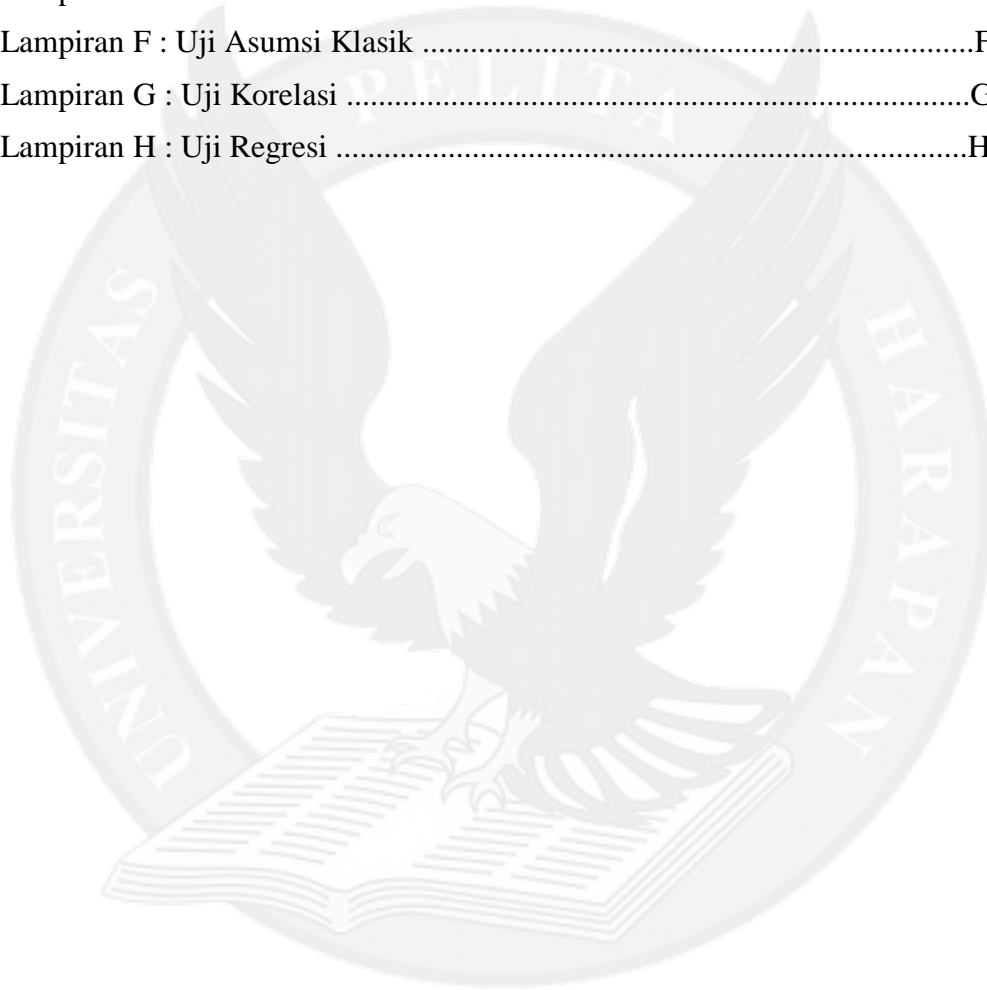 Lampiran F : Uji Asumsi Klasik ....................................................................F
Lampiran G : Uji Korelasi .............................................................................G
Lampiran H : Uji Regresi ..............................................................................H
UNIVERSITAS PELITA HARAPAN